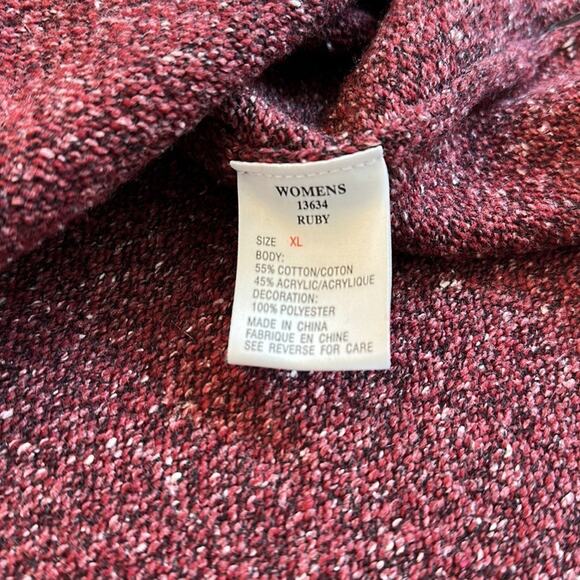 WOMENS
13634
RUBY
SIZE XL
BODY:
55% COTTON/COTON
45% ACRYLIC/ACRYLIQUE
DECORATION:
100% POLYESTER
MADE IN CHINA
FABRIQUE EN CHINE
SEE REVERSE FOR CARE